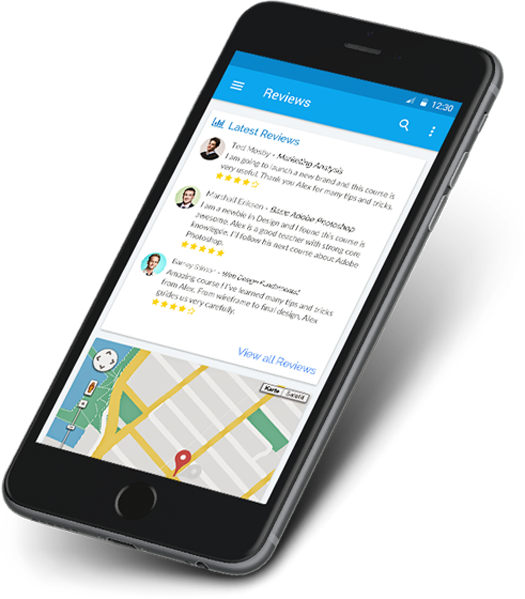 12:30
Reviews
Latest Reviews
Ted Mosby - Marketing Analysis
I am going to launch a new brand and this course is
very useful. Thank you Alex for many tips and tricks.
Marshall Eriksen - Basic Adobe Photoshop
I am a newbie in Design and I found this course is
awesome. Alex is a good teacher with strong core
knowlegde. I'll follow his next course about Adobe
Photoshop.
Barney Stinson - Web Design Fundamental
Amazing course ! I've learned many tips and tricks
from Alex. From wireframe to final design. Alex
guides us very carefully.
View all Reviews
Karte Satellit